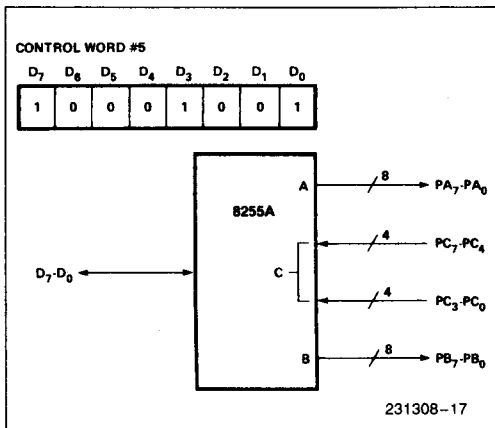 CONTROL WORD #5
D7 D6 D5 D4 D3 D2 D1 D0
1 0 0 0 1 0 0 1
A 8 PA7-PA0
8255A
4 PC7-PC4
D7-D0 C
4 PC3-PC0
B 8 PB7-PB0
231308-17